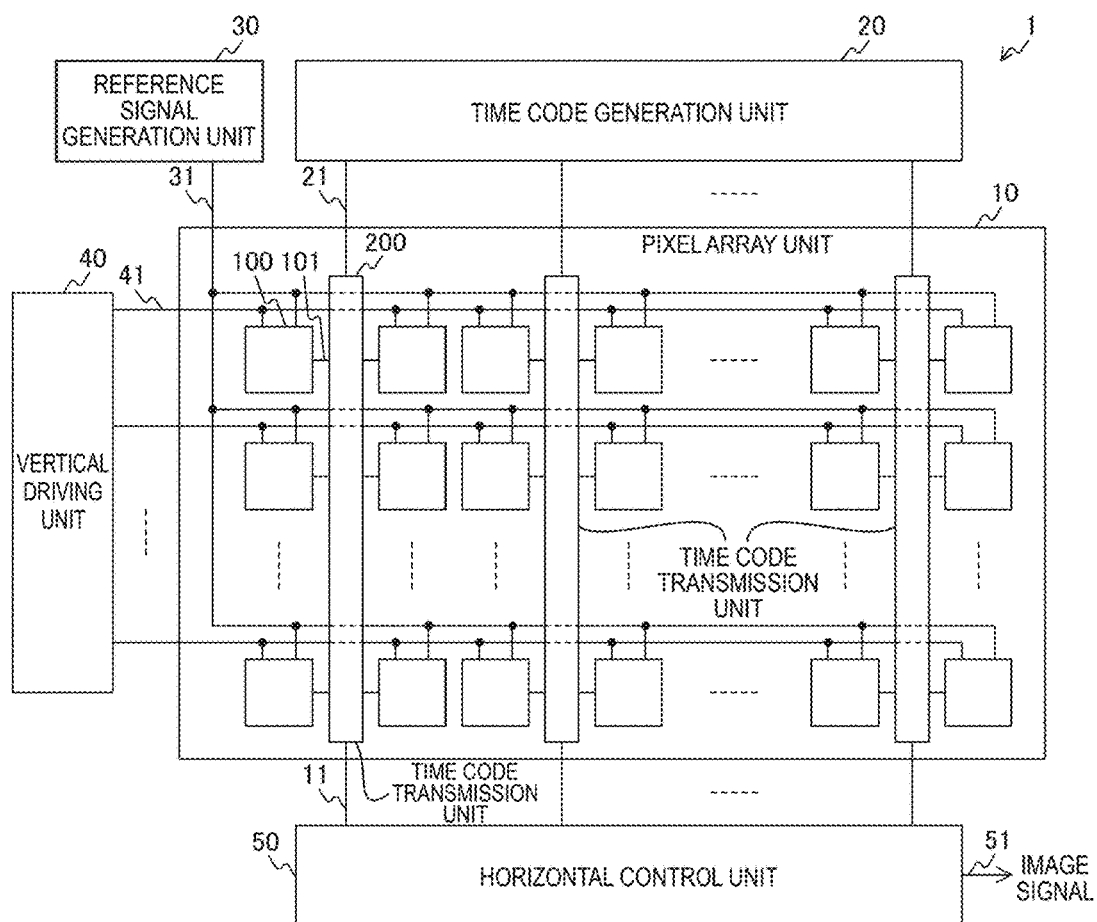 30
20
1
REFERENCE
SIGNAL
GENERATION UNIT
TIME CODE GENERATION UNIT
31
21
10
PIXEL ARRAY UNIT
200
40
41
100
101
VERTICAL
DRIVING
UNIT
TIME CODE
TRANSMISSION
UNIT
11
TIME CODE
TRANSMISSION
UNIT
50
HORIZONTAL CONTROL UNIT
51
IMAGE
SIGNAL